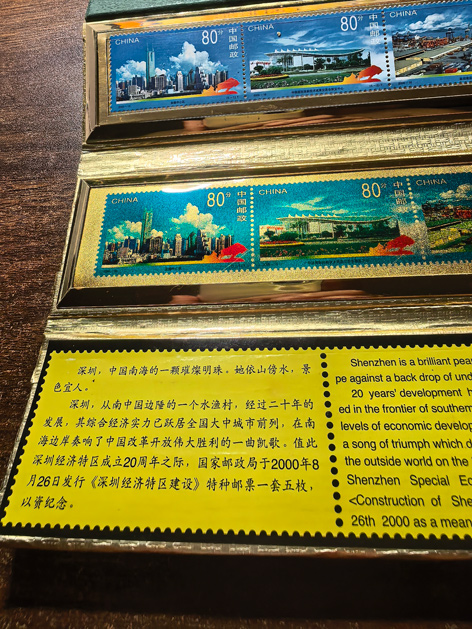 CHINA 80分 中国邮政 CHINA 80分 中国邮政
CHINA 80分 中国邮政 CHINA 80分 中国邮政
深圳，中国南海的一颗璀璨明珠。她依山傍水，景
色宜人。
深圳，从南中国边陲的一个水渔村，经过二十年的
发展，其综合经济实力已跃居全国大中城市前列，在南
海边岸奏响了中国改革开放伟大胜利的一曲凯歌。值此
深圳经济特区成立20周年之际，国家邮政局于2000年8
月26日发行《深圳经济特区建设》特种邮票一套五枚，
以资纪念。
Shenzhen is a brilliant pea
pe against a back drop of und
20 years' development h
ed in the frontier of southern
levels of economic develop
a song of triumph which d
the outside world on the
Shenzhen Special Ec
<Construction of She
26th 2000 as a mean